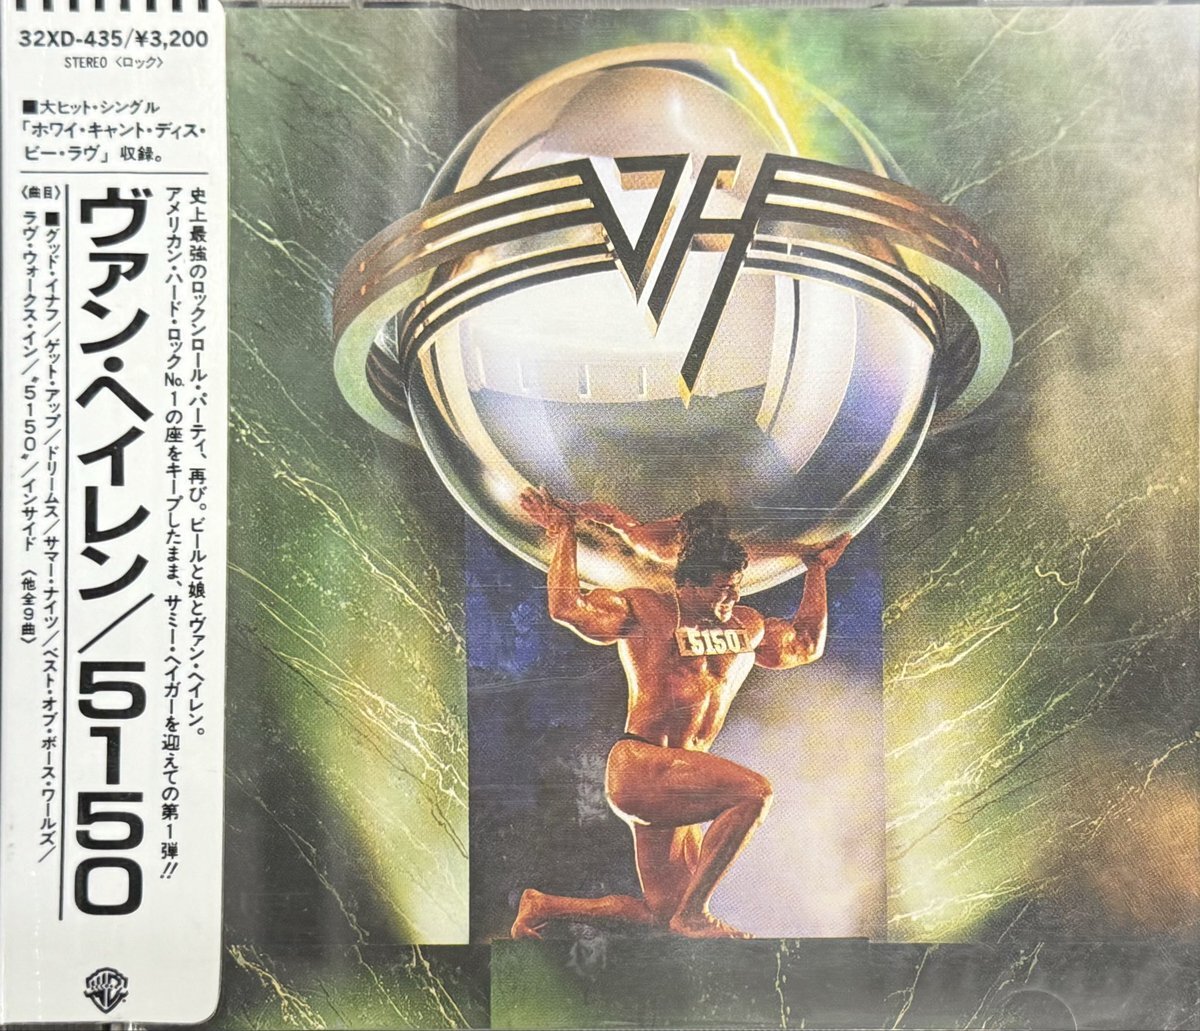 32XD-435/¥3,200
STEREO〈ロック〉
■大ヒット・シングル
「ホワイ・キャント・ディス・
ビー・ラヴ」収録。
史上最強のロックンロール・パーティ、再び。ビールと娘とヴァン・ヘイレン。
アメリカン・ハード・ロックNo.1の座をキープしたまま、サミー・ヘイガーを迎えての第1弾!!
ヴァン・ヘイレン/5150
〈曲目〉
■グッド・イナフ/ゲット・アップ/ドリームス/サマー・ナイツ/ベスト・オブ・ボース・ワールズ/
ラヴ・ウォークス・イン/〝5150〟/インサイド〈他全9曲〉
WB
VH
5150